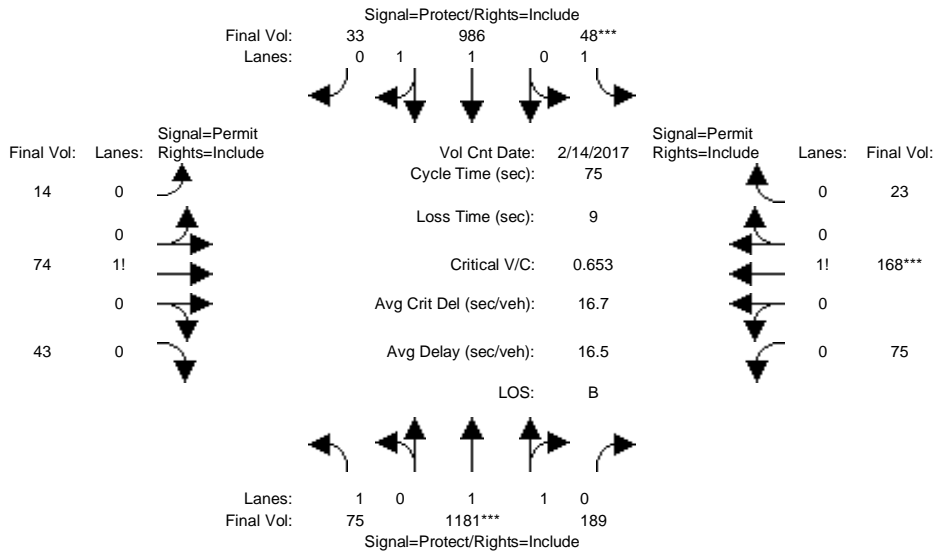 Signal=Protect/Rights=Include
Final Vol: 33 986 48***
Lanes: 0 1 1 0 1
Signal=Permit
Final Vol: Lanes: Rights=Include
Vol Cnt Date: 2/14/2017
Signal=Permit
Rights=Include Lanes: Final Vol:
Cycle Time (sec): 75
14 0
0 23
Loss Time (sec): 9
0
0
74 1!
Critical V/C: 0.653
1! 168***
0
Avg Crit Del (sec/veh): 16.7
0
43 0
Avg Delay (sec/veh): 16.5
0 75
LOS: B
Lanes: 1 0 1 1 0
Final Vol: 75 1181*** 189
Signal=Protect/Rights=Include